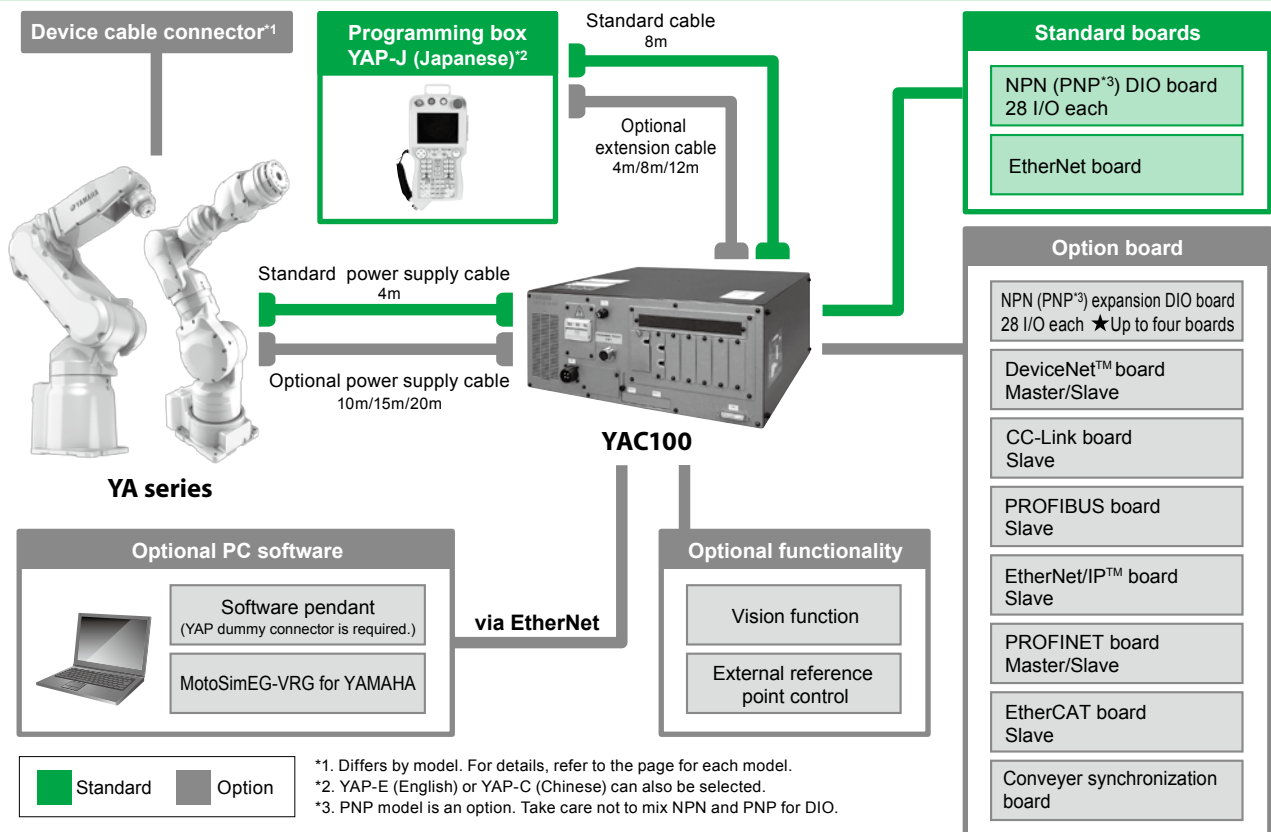 Device cable connector*1
Programming box
YAP-J (Japanese)*2
Standard cable
8m
Optional
extension cable
4m/8m/12m
Standard boards
NPN (PNP*3) DIO board
28 I/O each
EtherNet board
YAMAHA
Standard power supply cable
4m
Optional power supply cable
10m/15m/20m
YA series
YAC100
Option board
NPN (PNP*3) expansion DIO board
28 I/O each ★Up to four boards
DeviceNet™ board
Master/Slave
CC-Link board
Slave
PROFIBUS board
Slave
EtherNet/IP™ board
Slave
PROFINET board
Master/Slave
EtherCAT board
Slave
Conveyer synchronization
board
Optional PC software
Software pendant
(YAP dummy connector is required.)
MotoSimEG-VRG for YAMAHA
via EtherNet
Optional functionality
Vision function
External reference
point control
Standard
Option
*1. Differs by model. For details, refer to the page for each model.
*2. YAP-E (English) or YAP-C (Chinese) can also be selected.
*3. PNP model is an option. Take care not to mix NPN and PNP for DIO.